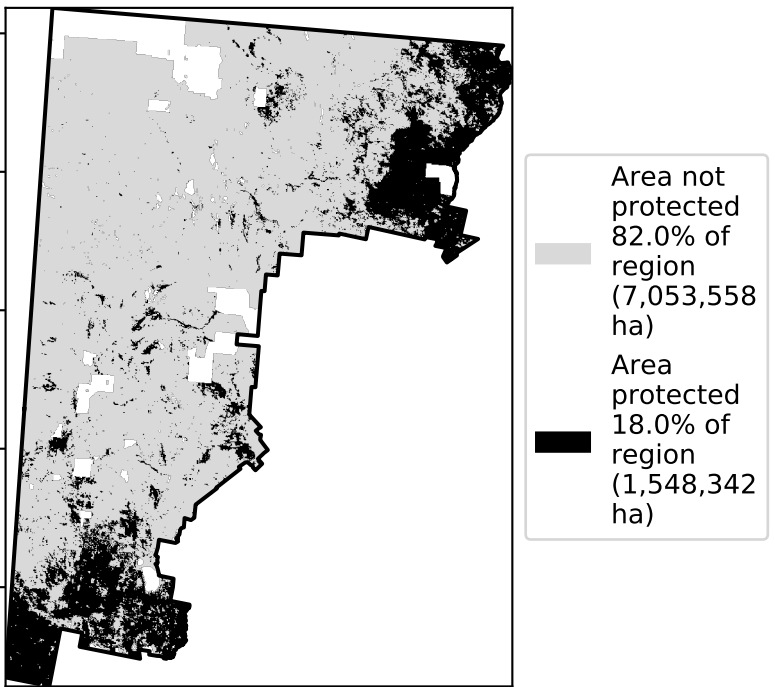 Area not
protected
82.0% of
region
(7,053,558
ha)
Area
protected
18.0% of
region
(1,548,342
ha)